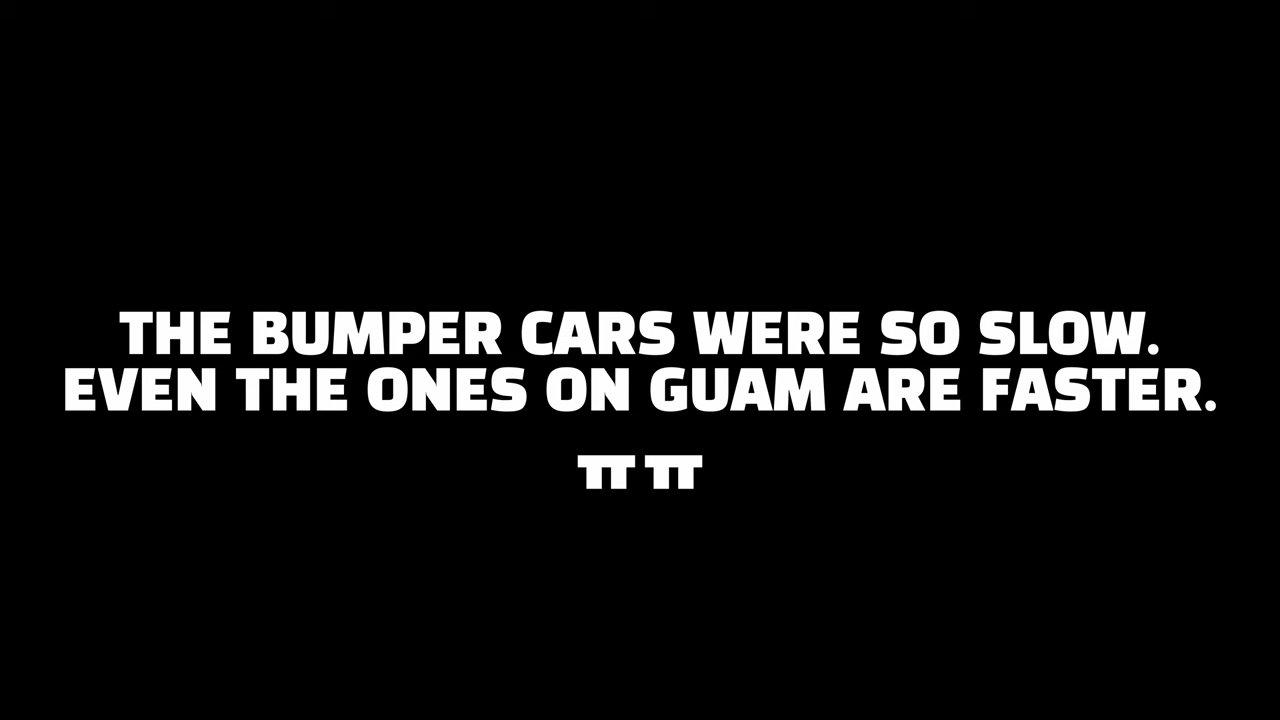 THE BUMPER CARS WERE SO SLOW.
EVEN THE ONES ON GUAM ARE FASTER.
ㅠㅠ